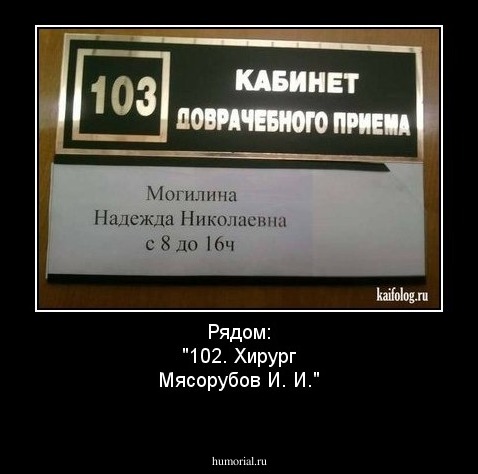 103
КАБИНЕТ
ДОВРАЧЕБНОГО ПРИЕМА
Могилина
Надежда Николаевна
с 8 до 16ч
kaifolog.ru
Рядом:
"102. Хирург
Мясорубов И. И."
humorial.ru